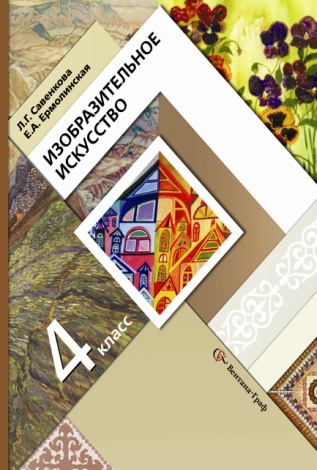 Л.Г. Савенкова
Е.А. Ермолинская
ИЗОБРАЗИТЕЛЬНОЕ
ИСКУССТВО
4 класс
Вентана-Граф